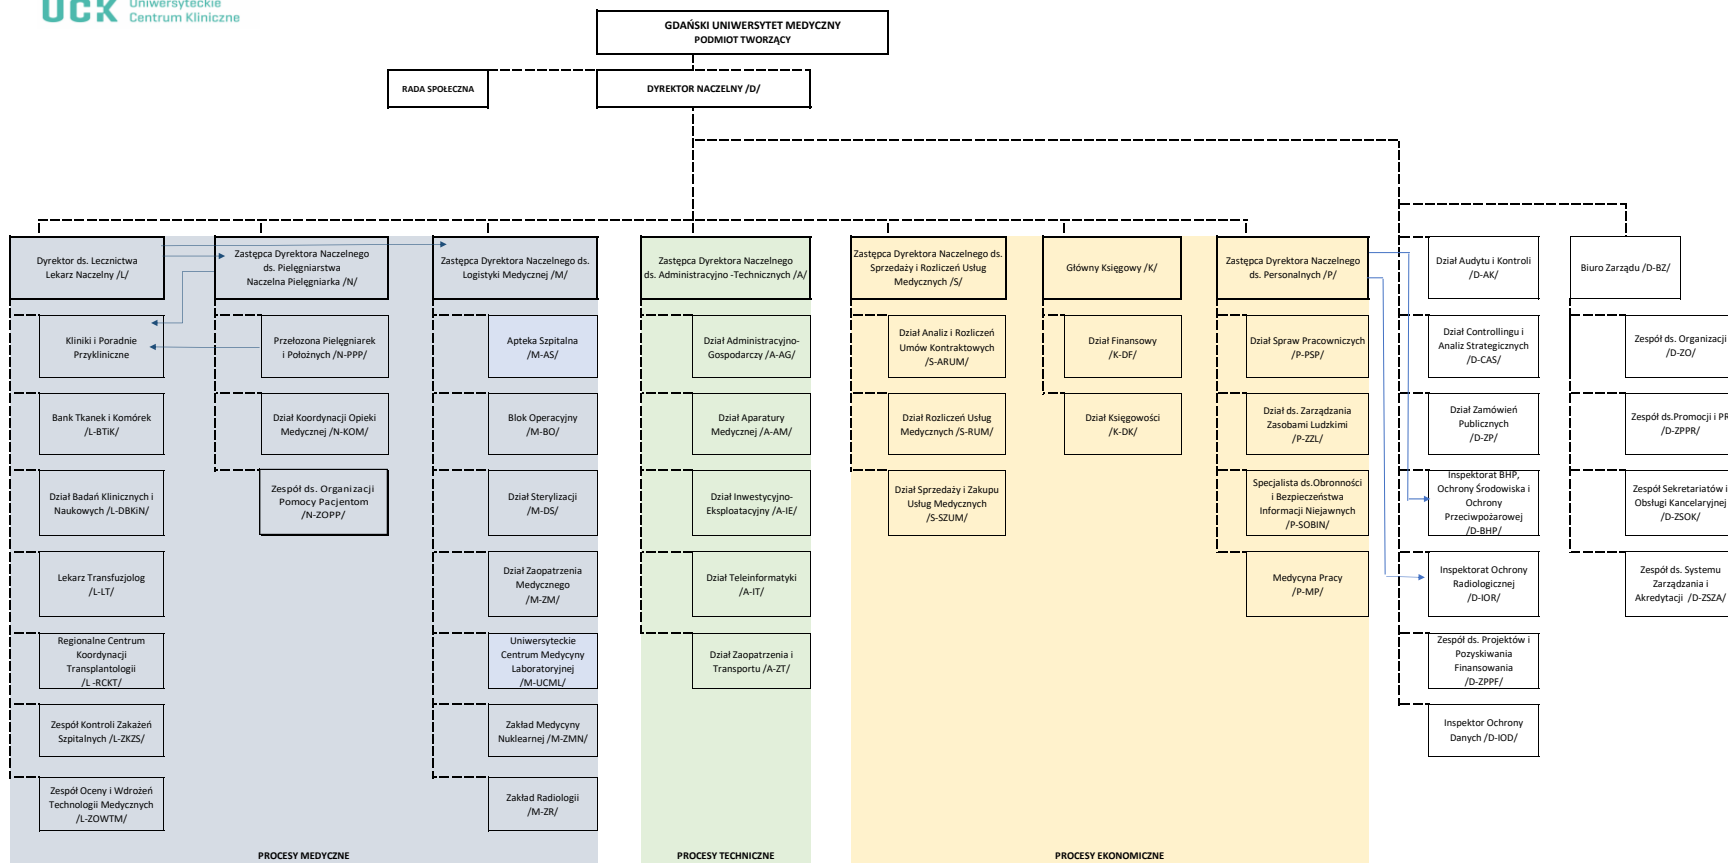 UCK
Uniwersyteckie
Centrum Kliniczne
GDAŃSKI UNIWERSYTET MEDYCZNY
PODMIOT TWORZĄCY
RADA SPOŁECZNA
DYREKTOR NACZELNY /D/
Dyrektor ds. Lecznictwa
Lekarz Naczelny /L/
Kliniki i Poradnie
Przykliniczne
Bank Tkanek i Komórek
/L-BTiK/
Dział Badań Klinicznych i
Naukowych /L-DBKiN/
Lekarz Transfuzjolog
/L-LT/
Regionalne Centrum
Koordynacji
Transplantologii
/L -RCKT/
Zespół Kontroli Zakażeń
Szpitalnych /L-ZKZS/
Zespół Oceny i Wdrożeń
Technologii Medycznych
/L-ZOWTM/
Zastępca Dyrektora Naczelnego
ds. Pielęgniarstwa
Naczelna Pielęgniarka /N/
Przełożona Pielęgniarek
i Położnych /N-PPP/
Dział Koordynacji Opieki
Medycznej /N-KOM/
Zespół ds. Organizacji
Pomocy Pacjentom
/N-ZOPP/
Zastępca Dyrektora Naczelnego ds.
Logistyki Medycznej /M/
Apteka Szpitalna
/M-AS/
Blok Operacyjny
/M-BO/
Dział Sterylizacji
/M-DS/
Dział Zaopatrzenia
Medycznego
/M-ZM/
Uniwersyteckie
Centrum Medycyny
Laboratoryjnej
/M-UCML/
Zakład Medycyny
Nuklearnej /M-ZMN/
Zakład Radiologii
/M-ZR/
PROCESY MEDYCZNE
Zastępca Dyrektora Naczelnego
ds. Administracyjno -Technicznych /A/
Dział Administracyjno-
Gospodarczy /A-AG/
Dział Aparatury
Medycznej /A-AM/
Dział Inwestycyjno-
Eksploatacyjny /A-IE/
Dział Teleinformatyki
/A-IT/
Dział Zaopatrzenia i
Transportu /A-ZT/
PROCESY TECHNICZNE
Zastępca Dyrektora Naczelnego ds.
Sprzedaży i Rozliczeń Usług
Medycznych /S/
Dział Analiz i Rozliczeń
Umów Kontraktowych
/S-ARUM/
Dział Rozliczeń Usług
Medycznych /S-RUM/
Dział Sprzedaży i Zakupu
Usług Medycznych
/S-SZUM/
Główny Księgowy /K/
Dział Finansowy
/K-DF/
Dział Księgowości
/K-DK/
Zastępca Dyrektora Naczelnego
ds. Personalnych /P/
Dział Spraw Pracowniczych
/P-PSP/
Dział ds. Zarządzania
Zasobami Ludzkimi
/P-ZZL/
Specjalista ds.Obronności
i Bezpieczeństwa
Informacji Niejawnych
/P-SOBIN/
Medycyna Pracy
/P-MP/
PROCESY EKONOMICZNE
Dział Audytu i Kontroli
/D-AK/
Dział Controllingu i
Analiz Strategicznych
/D-CAS/
Dział Zamówień
Publicznych
/D-ZP/
Inspektorat BHP,
Ochrony Środowiska i
Ochrony
Przeciwpożarowej
/D-BHP/
Inspektorat Ochrony
Radiologicznej
/D-IOR/
Zespół ds. Projektów i
Pozyskiwania
Finansowania
/D-ZPPF/
Inspektor Ochrony
Danych /D-IOD/
Biuro Zarządu /D-BZ/
Zespół ds. Organizacji
/D-ZO/
Zespół ds.Promocji i PR
/D-ZPPR/
Zespół Sekretariatów i
Obsługi Kancelaryjnej
/D-ZSOK/
Zespół ds. Systemu
Zarządzania i
Akredytacji /D-ZSZA/